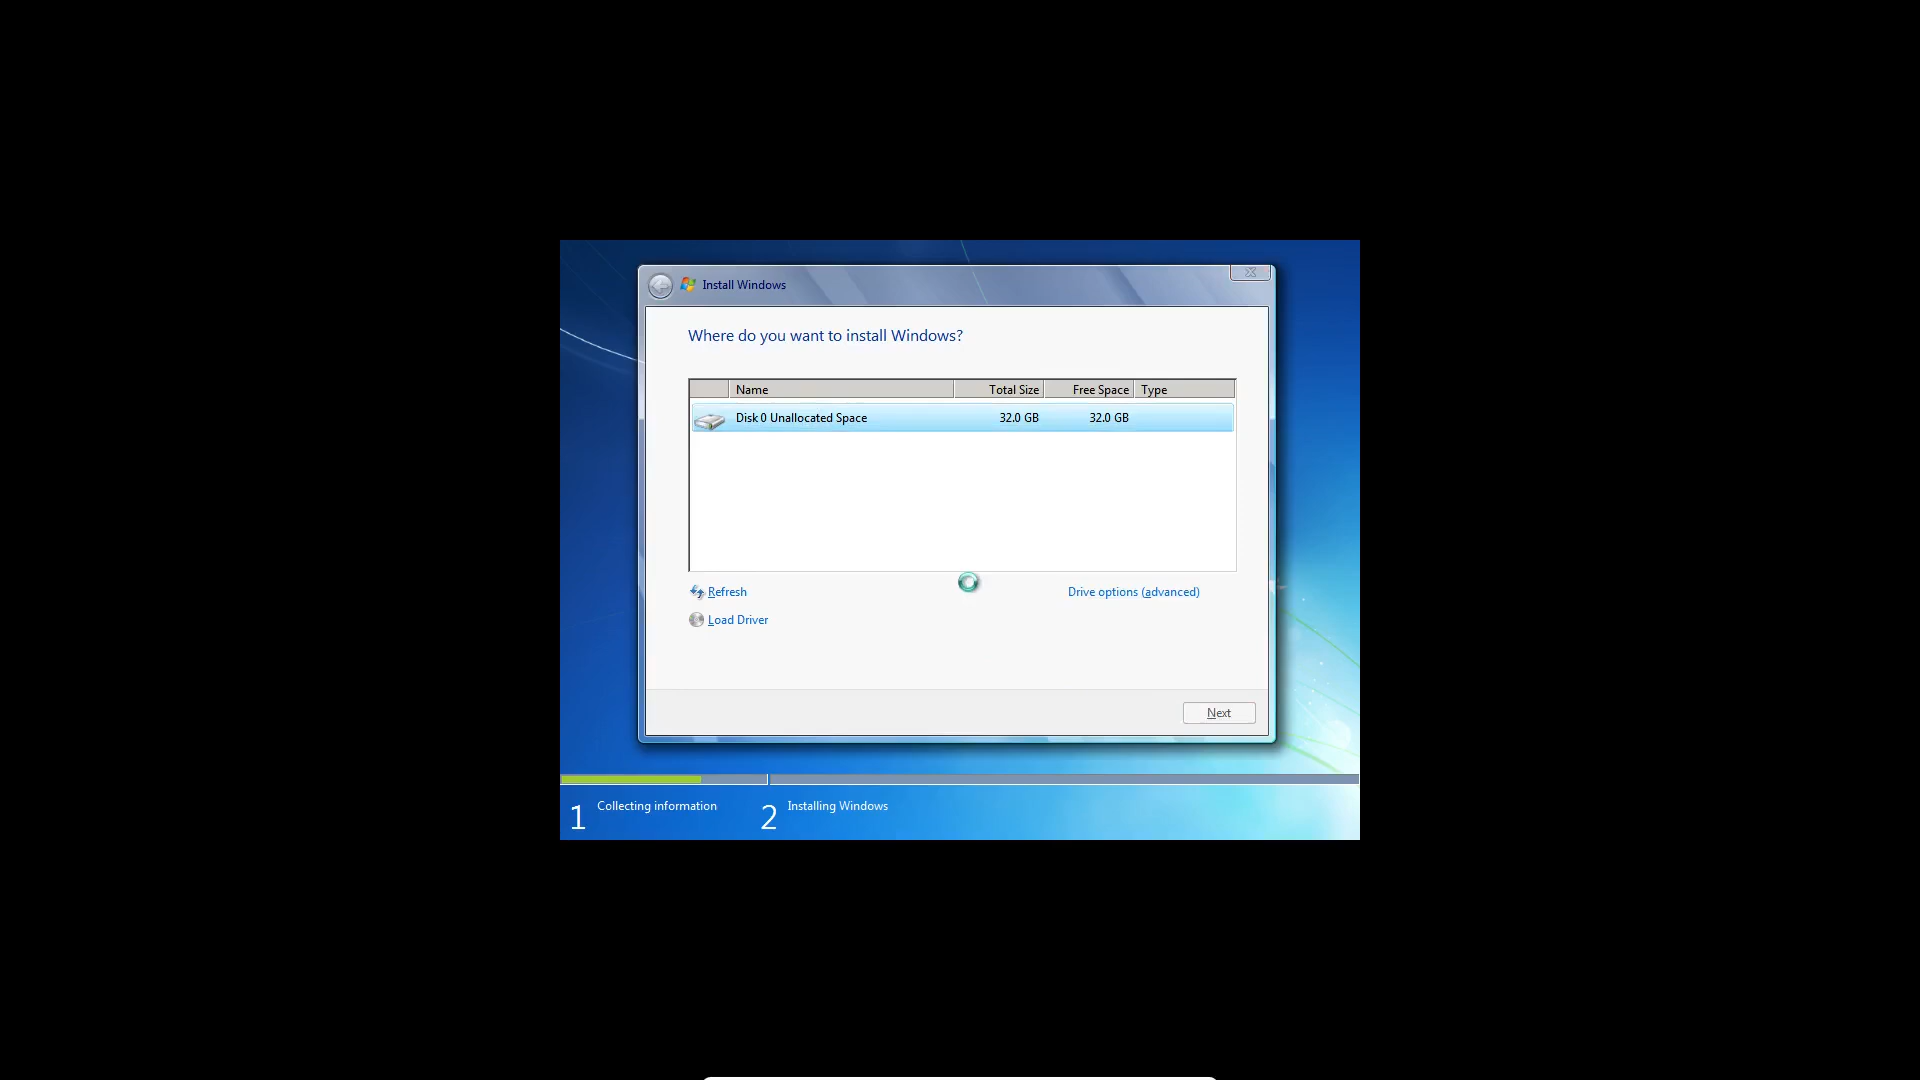 Install Windows
Where do you want to install Windows?
Name Total Size Free Space Type
Disk 0 Unallocated Space 32.0 GB 32.0 GB
Refresh Drive options (advanced)
Load Driver
Next
1 Collecting information 2 Installing Windows